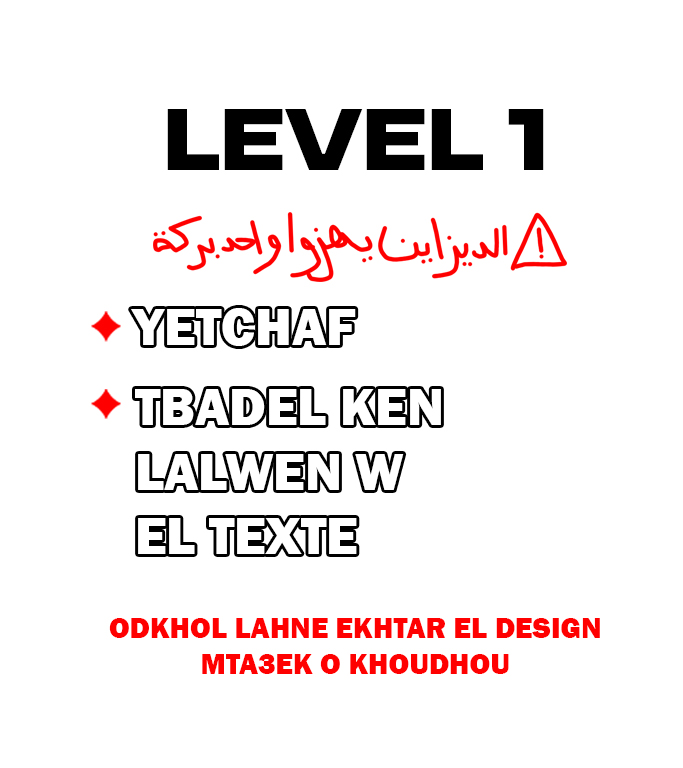 LEVEL 1
الديزاين يهزوا واحد بركة
YETCHAF
TBADEL KEN
LALWEN W
EL TEXTE
ODKHOL LAHNE EKHTAR EL DESIGN
MTA3EK O KHOUDHOU